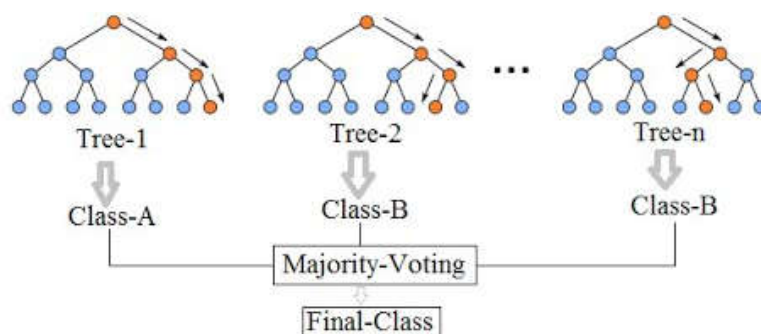 Tree-1
Tree-2
Tree-n
Class-A
Class-B
Class-B
Majority-Voting
Final-Class